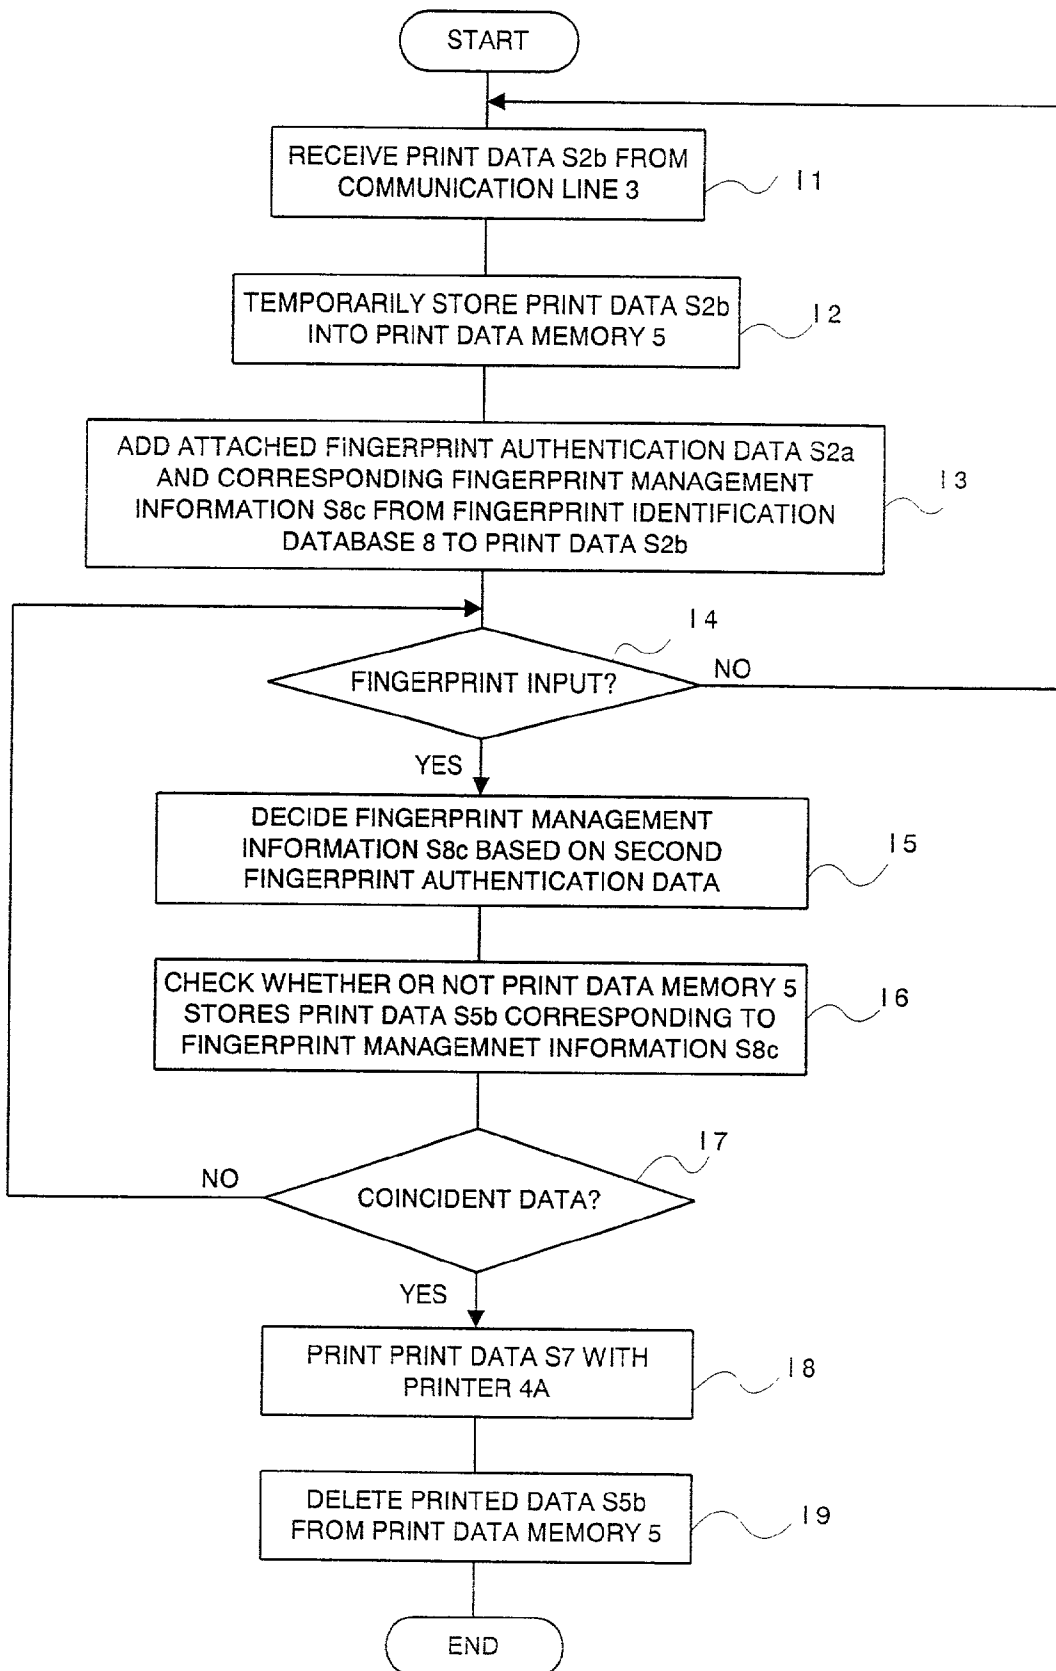 START
RECEIVE PRINT DATA S2b FROM
COMMUNICATION LINE 3
11
TEMPORARILY STORE PRINT DATA S2b
INTO PRINT DATA MEMORY 5
12
ADD ATTACHED FINGERPRINT AUTHENTICATION DATA S2a
AND CORRESPONDING FINGERPRINT MANAGEMENT
INFORMATION S8c FROM FINGERPRINT IDENTIFICATION
DATABASE 8 TO PRINT DATA S2b
13
14
FINGERPRINT INPUT?
NO
YES
DECIDE FINGERPRINT MANAGEMENT
INFORMATION S8c BASED ON SECOND
FINGERPRINT AUTHENTICATION DATA
15
CHECK WHETHER OR NOT PRINT DATA MEMORY 5
STORES PRINT DATA S5b CORRESPONDING TO
FINGERPRINT MANAGEMNET INFORMATION S8c
16
17
NO
COINCIDENT DATA?
YES
PRINT PRINT DATA S7 WITH
PRINTER 4A
18
DELETE PRINTED DATA S5b
FROM PRINT DATA MEMORY 5
19
END